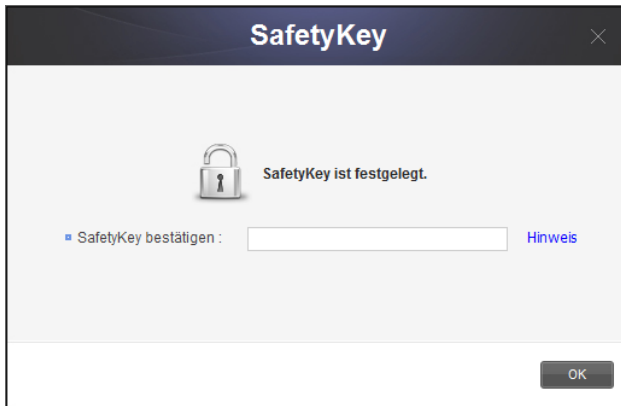 SafetyKey
SafetyKey ist festgelegt.
SafetyKey bestätigen :
Hinweis
OK